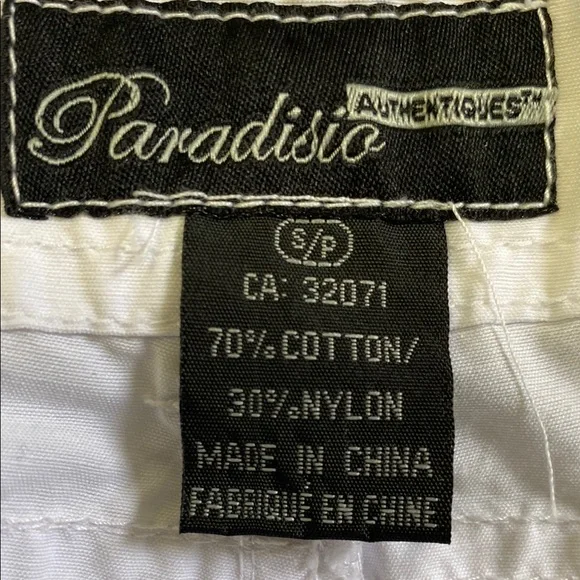 Paradisio AUTHENTIQUES™
S/P
CA: 32071
70% COTTON/
30% NYLON
MADE IN CHINA
FABRIQUÉ EN CHINE